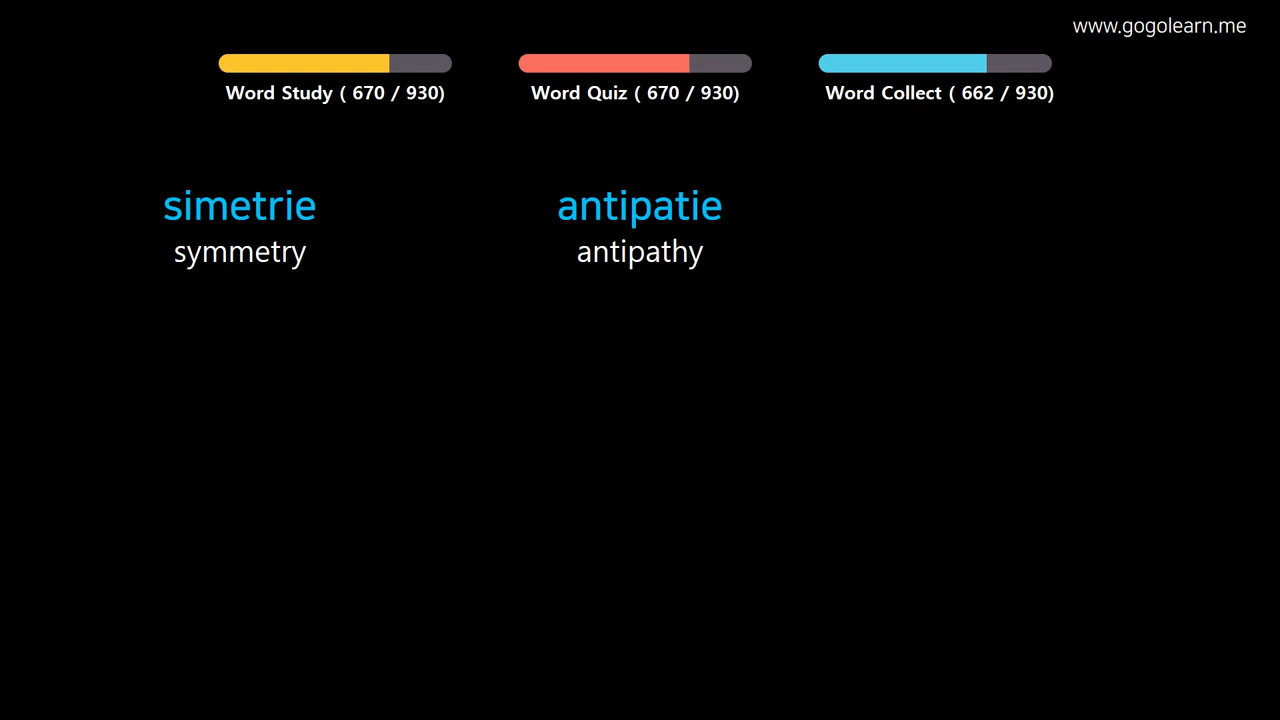 www.gogolearn.me
Word Study ( 670 / 930)
Word Quiz ( 670 / 930)
Word Collect ( 662 / 930)
simetrie
symmetry
antipatie
antipathy